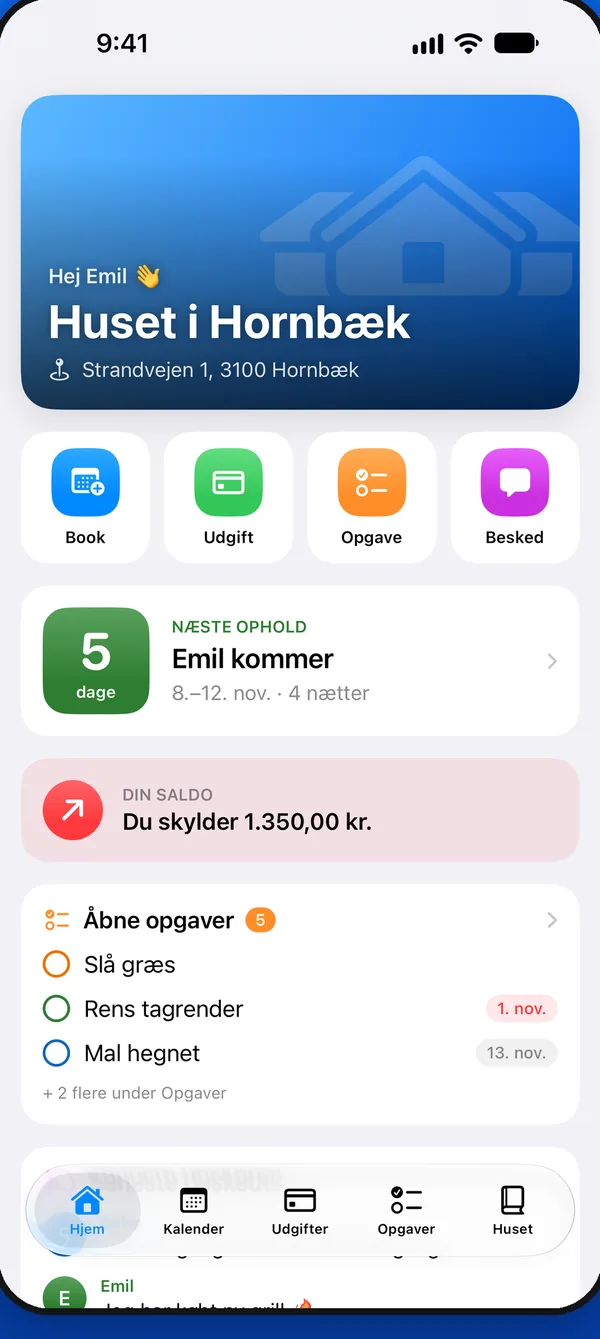 9:41
Hej Emil 👋
Huset i Hornbæk
Strandvejen 1, 3100 Hornbæk
Book
Udgift
Opgave
Besked
5
dage
NÆSTE OPHOLD
Emil kommer
8.–12. nov. · 4 nætter
DIN SALDO
Du skylder 1.350,00 kr.
Åbne opgaver 5
Slå græs
Rens tagrender 1. nov.
Mal hegnet 13. nov.
+ 2 flere under Opgaver
Hjem
Kalender
Udgifter
Opgaver
Huset
E
Emil